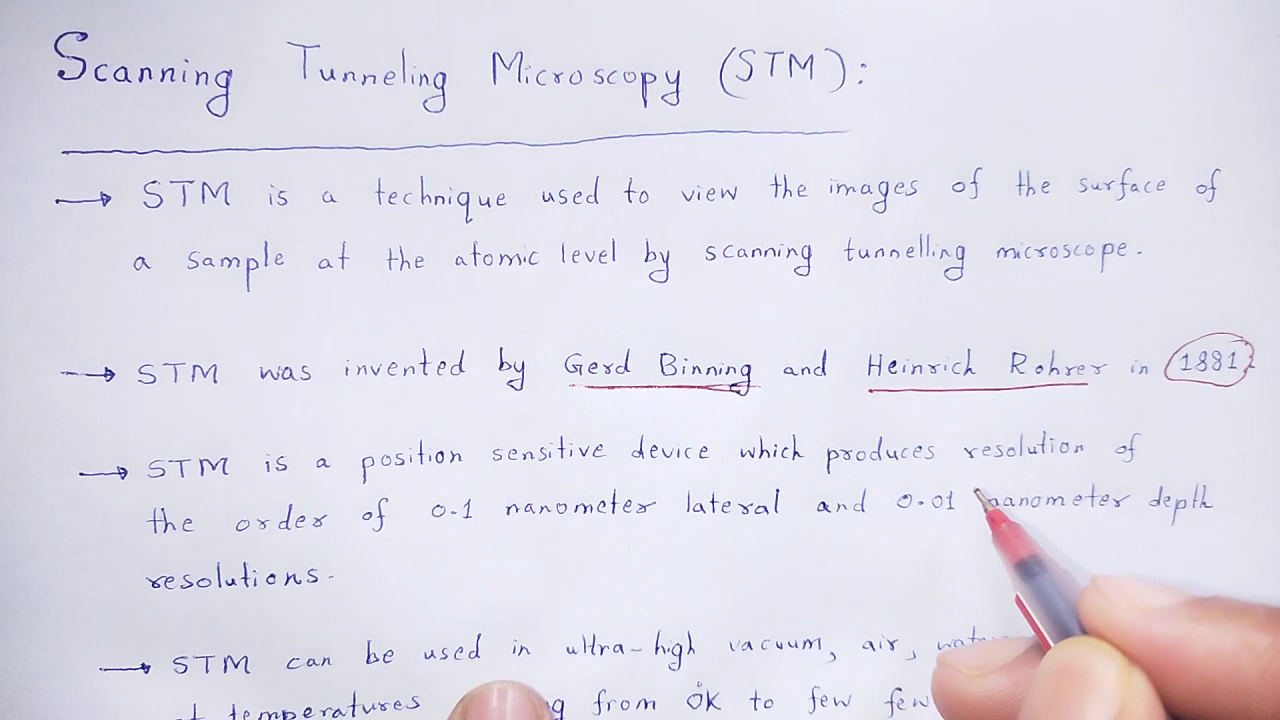 Scanning Tunneling Microscopy (STM):
→ STM is a technique used to view the images of the surface of
a sample at the atomic level by scanning tunnelling microscope.
→ STM was invented by Gerd Binning and Heinrich Rohrer in 1881
→ STM is a position sensitive device which produces resolution of
the order of 0.1 nanometer lateral and 0.01 nanometer depth
resolutions.
→ STM can be used in ultra-high vacuum, air,
temperatures from 0K to few few